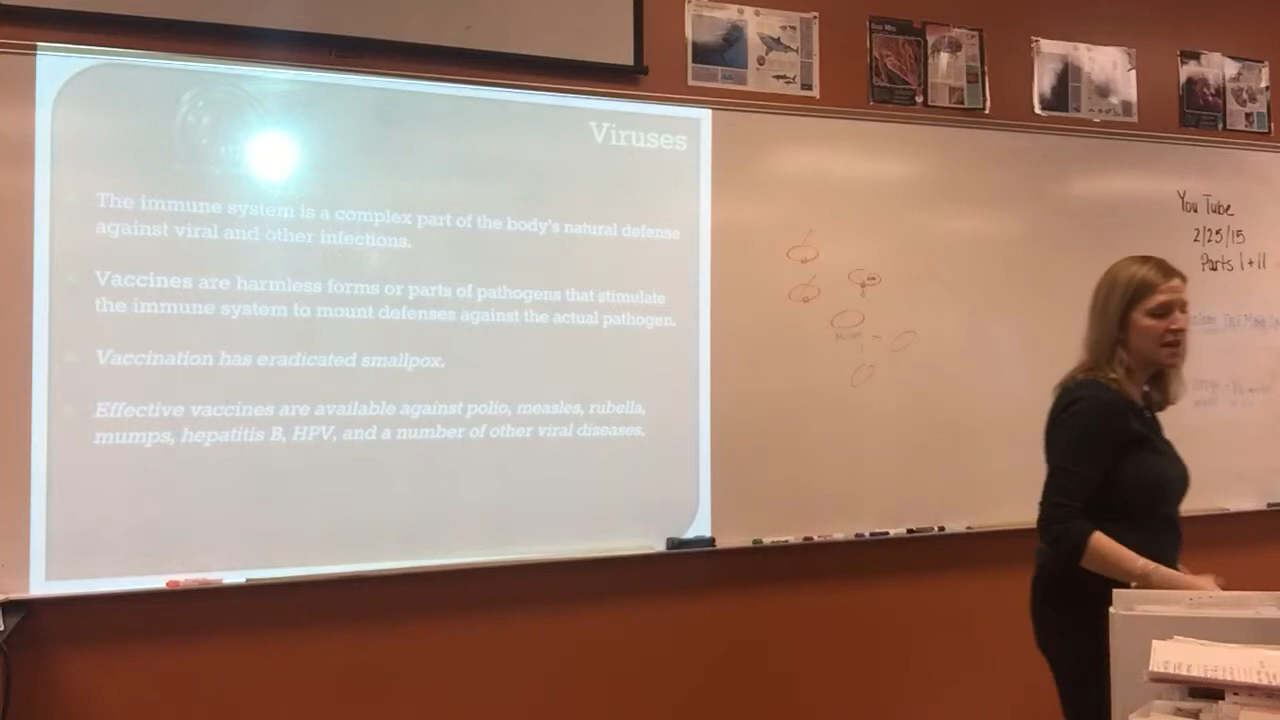 Viruses
The immune system is a complex part of the body's natural defense
against viral and other infections.
Vaccines are harmless forms or parts of pathogens that stimulate
the immune system to mount defenses against the actual pathogen.
Vaccination has eradicated smallpox.
Effective vaccines are available against polio, measles, rubella,
mumps, hepatitis B, HPV, and a number of other viral diseases.
You Tube
2/25/15
Parts I + II